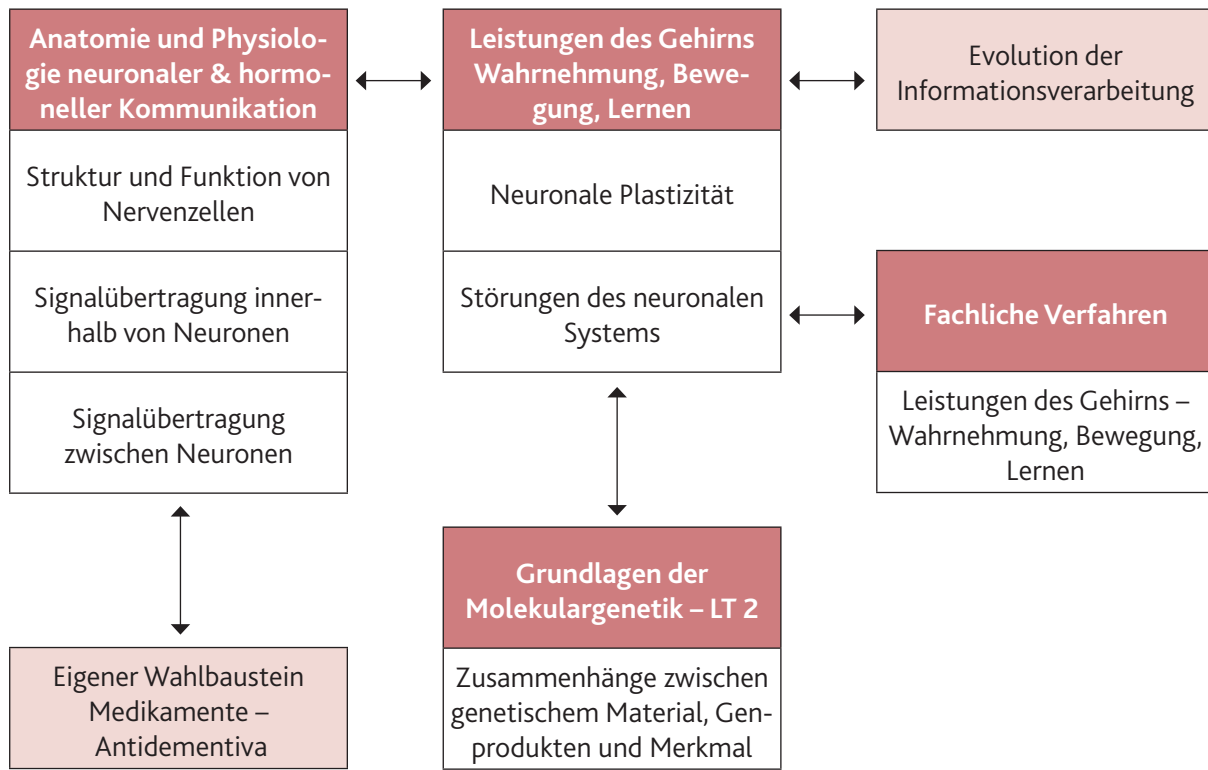 Anatomie und Physiolo-
gie neuronaler & hormo-
neller Kommunikation
Struktur und Funktion von
Nervenzellen
Signalübertragung inner-
halb von Neuronen
Signalübertragung
zwischen Neuronen
Eigener Wahlbaustein
Medikamente –
Antidementiva
Leistungen des Gehirns
Wahrnehmung, Bewe-
gung, Lernen
Neuronale Plastizität
Störungen des neuronalen
Systems
Grundlagen der
Molekulargenetik – LT 2
Zusammenhänge zwischen
genetischem Material, Gen-
produkten und Merkmal
Evolution der
Informationsverarbeitung
Fachliche Verfahren
Leistungen des Gehirns –
Wahrnehmung, Bewegung,
Lernen